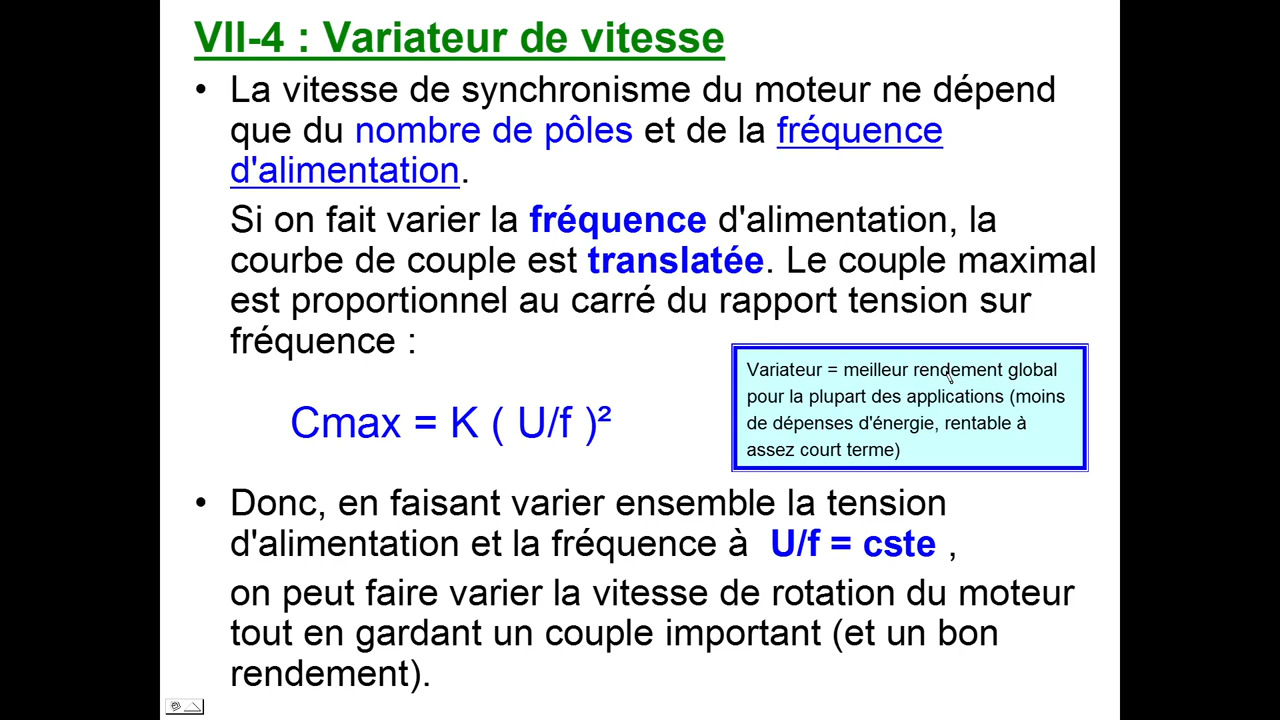 VII-4 : Variateur de vitesse
• La vitesse de synchronisme du moteur ne dépend
que du nombre de pôles et de la fréquence
d'alimentation.
Si on fait varier la fréquence d'alimentation, la
courbe de couple est translatée. Le couple maximal
est proportionnel au carré du rapport tension sur
fréquence :
Cmax = K ( U/f )²
Variateur = meilleur rendement global
pour la plupart des applications (moins
de dépenses d'énergie, rentable à
assez court terme)
• Donc, en faisant varier ensemble la tension
d'alimentation et la fréquence à U/f = cste ,
on peut faire varier la vitesse de rotation du moteur
tout en gardant un couple important (et un bon
rendement).